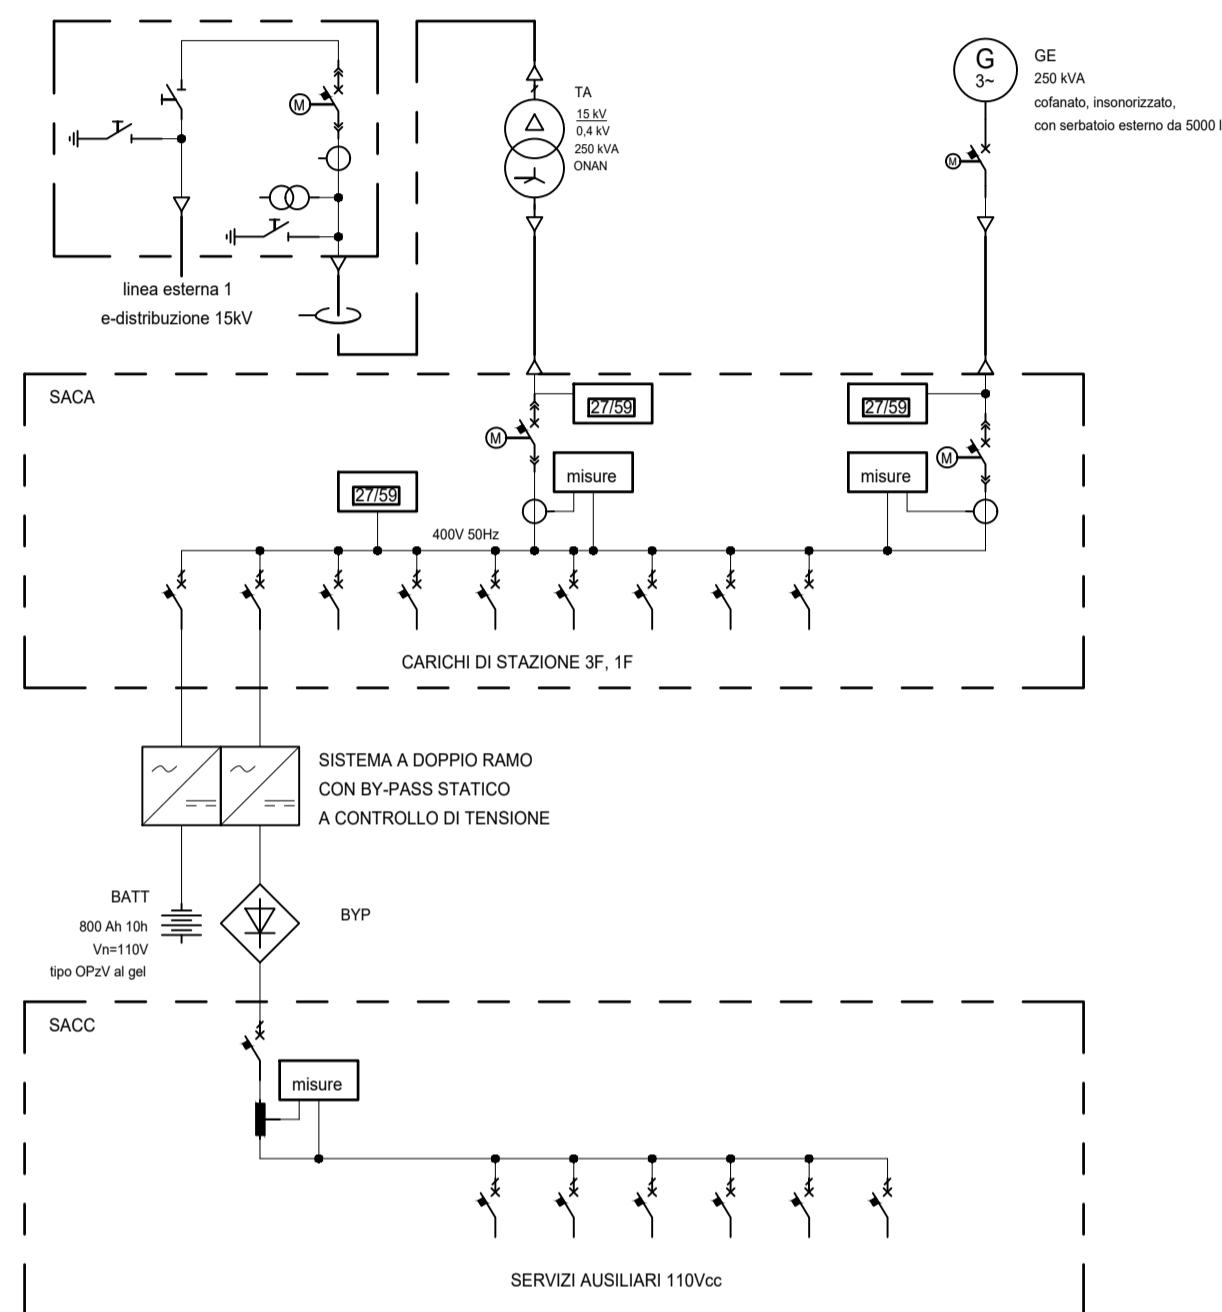 M
linea esterna 1
e-distribuzione 15kV
TA
15 kV
0,4 kV
250 kVA
ONAN
G
3~
GE
250 kVA
cofanato, insonorizzato,
con serbatoio esterno da 5000 l
M
SACA
27/59
27/59
M
M
misure
misure
27/59
400V 50Hz
CARICHI DI STAZIONE 3F, 1F
SISTEMA A DOPPIO RAMO
CON BY-PASS STATICO
A CONTROLLO DI TENSIONE
BATT
800 Ah 10h
Vn=110V
tipo OPzV al gel
BYP
SACC
misure
SERVIZI AUSILIARI 110Vcc